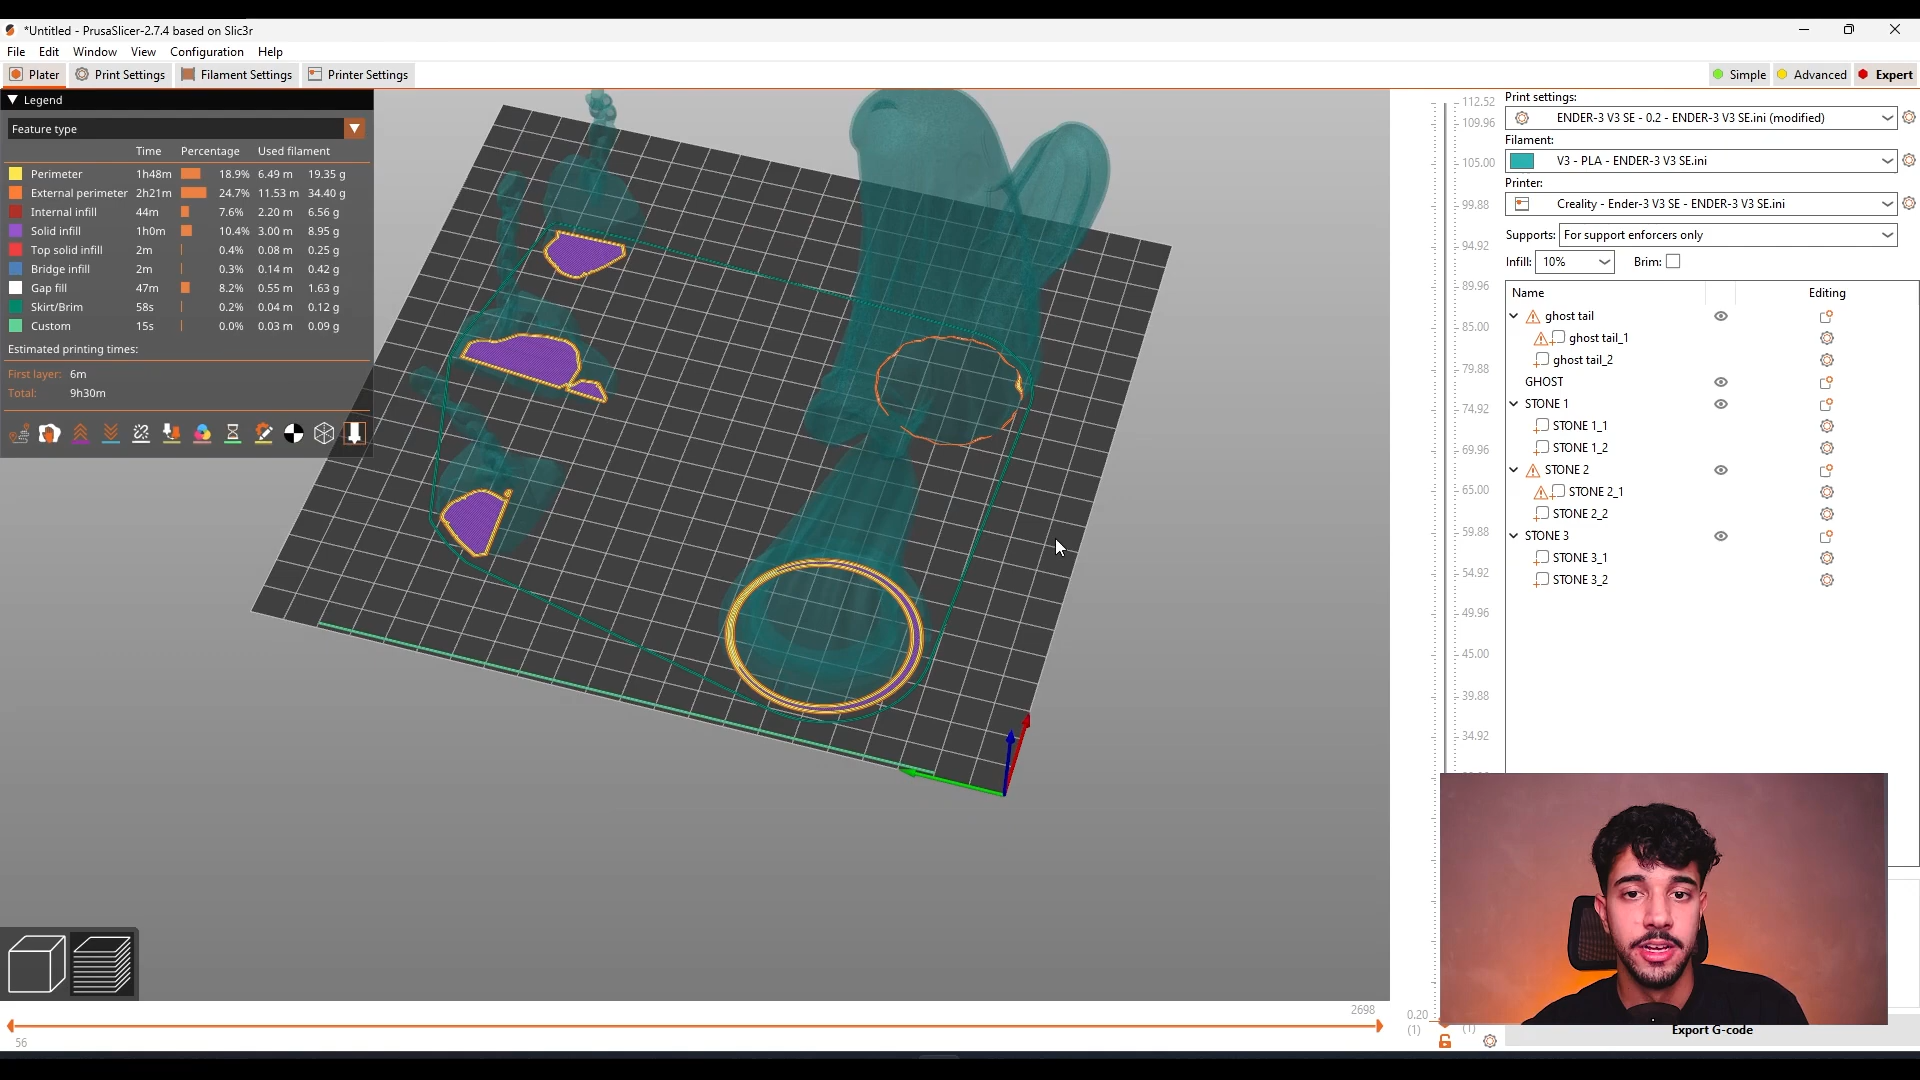 *Untitled - PrusaSlicer-2.7.4 based on Slic3r
File Edit Window View Configuration Help
Plater Print Settings Filament Settings Printer Settings
Simple Advanced Expert
Legend
Feature type
Time Percentage Used filament
Perimeter 1h48m 18.9% 6.49 m 19.35 g
External perimeter 2h21m 24.7% 11.53 m 34.40 g
Internal infill 44m 7.6% 2.20 m 6.56 g
Solid infill 1h0m 10.4% 3.00 m 8.95 g
Top solid infill 2m 0.4% 0.08 m 0.25 g
Bridge infill 2m 0.3% 0.14 m 0.42 g
Gap fill 47m 8.2% 0.55 m 1.63 g
Skirt/Brim 58s 0.2% 0.04 m 0.12 g
Custom 15s 0.0% 0.03 m 0.09 g
Estimated printing times:
First layer: 6m
Total: 9h30m
112.52
109.96
105.00
99.88
94.92
89.96
85.00
79.88
74.92
69.96
65.00
59.88
54.92
49.96
45.00
39.88
34.92
0.20
(1)
(1)
2698
56
Print settings:
ENDER-3 V3 SE - 0.2 - ENDER-3 V3 SE.ini (modified)
Filament:
V3 - PLA - ENDER-3 V3 SE.ini
Printer:
Creality - Ender-3 V3 SE - ENDER-3 V3 SE.ini
Supports: For support enforcers only
Infill: 10% Brim:
Name Editing
ghost tail
ghost tail_1
ghost tail_2
GHOST
STONE 1
STONE 1_1
STONE 1_2
STONE 2
STONE 2_1
STONE 2_2
STONE 3
STONE 3_1
STONE 3_2
Export G-code